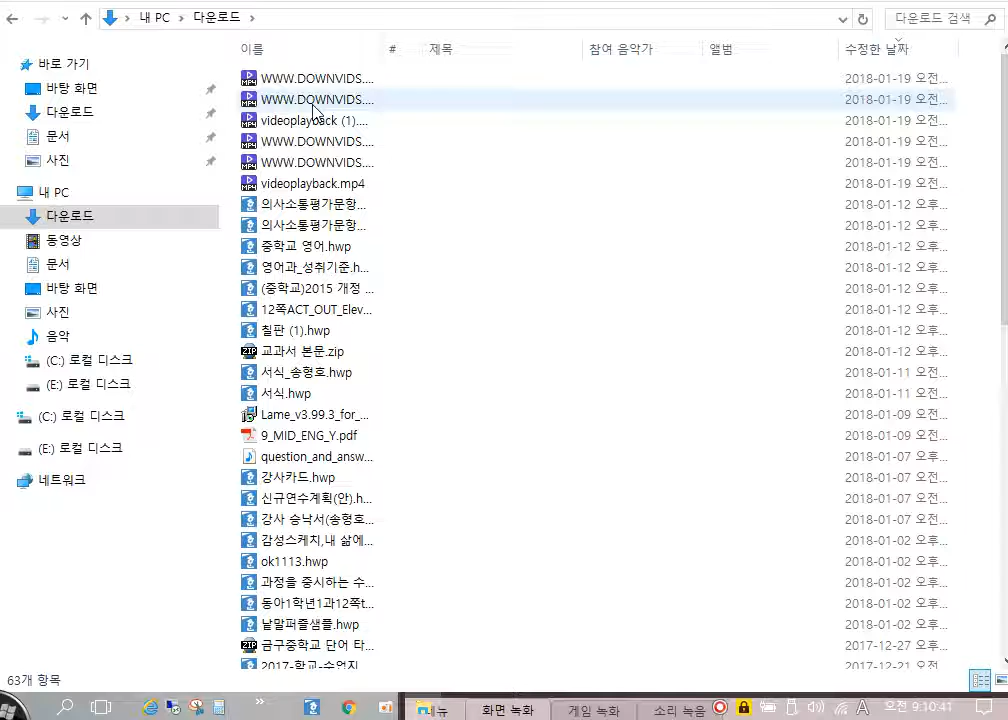 내 PC > 다운로드 >
다운로드 검색
바로 가기
바탕 화면
다운로드
문서
사진
내 PC
다운로드
동영상
문서
바탕 화면
사진
음악
(C:) 로컬 디스크
(E:) 로컬 디스크
(C:) 로컬 디스크
(E:) 로컬 디스크
네트워크
이름 # 제목 참여 음악가 앨범 수정한 날짜
WWW.DOWNVIDS.... 2018-01-19 오전...
WWW.DOWNVIDS.... 2018-01-19 오전...
videoplayback (1).... 2018-01-19 오전...
WWW.DOWNVIDS.... 2018-01-19 오전...
WWW.DOWNVIDS.... 2018-01-19 오전...
videoplayback.mp4 2018-01-19 오전...
의사소통평가문항... 2018-01-12 오후...
의사소통평가문항... 2018-01-12 오후...
중학교 영어.hwp 2018-01-12 오후...
영어과_성취기준.h... 2018-01-12 오후...
(중학교)2015 개정 ... 2018-01-12 오후...
12쪽ACT_OUT_Elev... 2018-01-12 오후...
칠판 (1).hwp 2018-01-12 오후...
교과서 본문.zip 2018-01-12 오후...
서식_송형호.hwp 2018-01-11 오후...
서식.hwp 2018-01-11 오후...
Lame_v3.99.3_for_... 2018-01-09 오전...
9_MID_ENG_Y.pdf 2018-01-09 오전...
question_and_answ... 2018-01-07 오후...
강사카드.hwp 2018-01-07 오전...
신규연수계획(안).h... 2018-01-07 오전...
강사 승낙서(송형호... 2018-01-07 오전...
감성스케치,내 삶에... 2018-01-02 오후...
ok1113.hwp 2018-01-02 오후...
과정을 중시하는 수... 2018-01-02 오후...
동아1학년1과12쪽t... 2018-01-02 오후...
낱말퍼즐샘플.hwp 2018-01-02 오후...
금구중학교 단어 타... 2017-12-27 오후...
2017-학교-수업지 2017-12-21 오전
63개 항목
메뉴 화면 녹화 게임 녹화 소리 녹음 A 오전 9:10:41